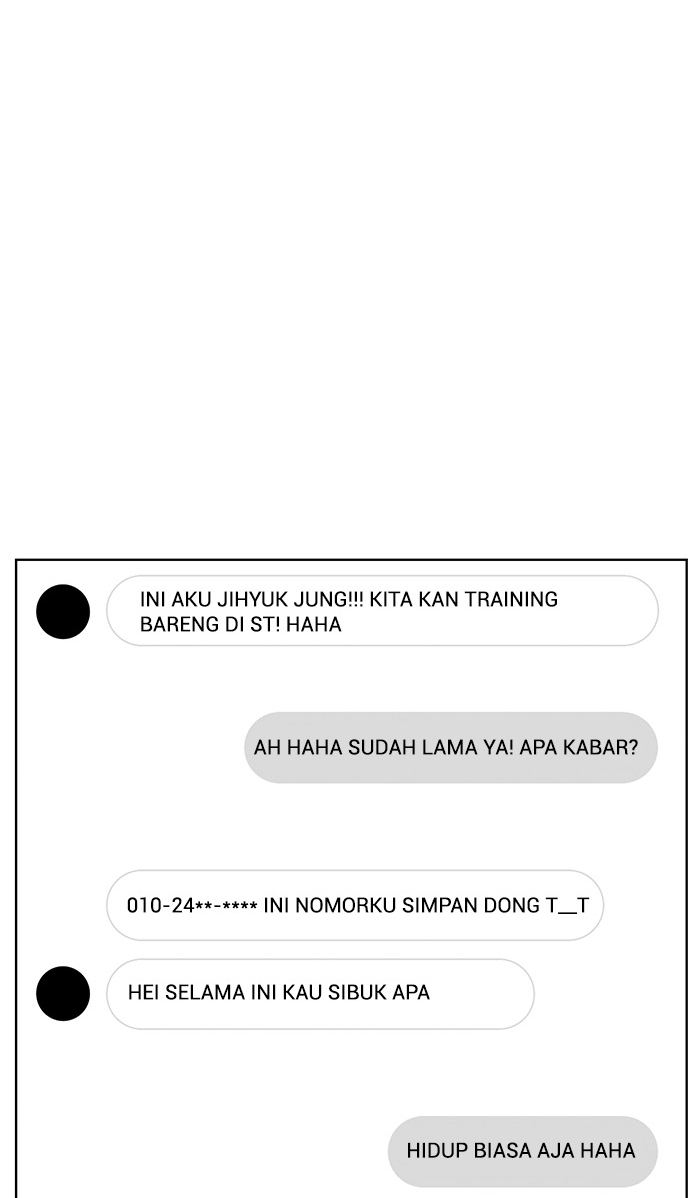 INI AKU JIHYUK JUNG!!! KITA KAN TRAINING
BARENG DI ST! HAHA
AH HAHA SUDAH LAMA YA! APA KABAR?
010-24**-**** INI NOMORKU SIMPAN DONG T__T
HEI SELAMA INI KAU SIBUK APA
HIDUP BIASA AJA HAHA